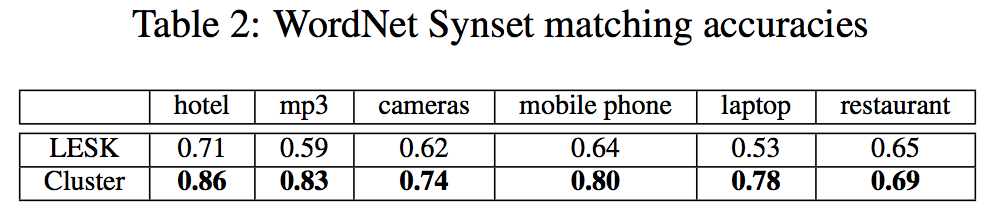 Table 2: WordNet Synset matching accuracies
hotel mp3 cameras mobile phone laptop restaurant
LESK 0.71 0.59 0.62 0.64 0.53 0.65
Cluster 0.86 0.83 0.74 0.80 0.78 0.69